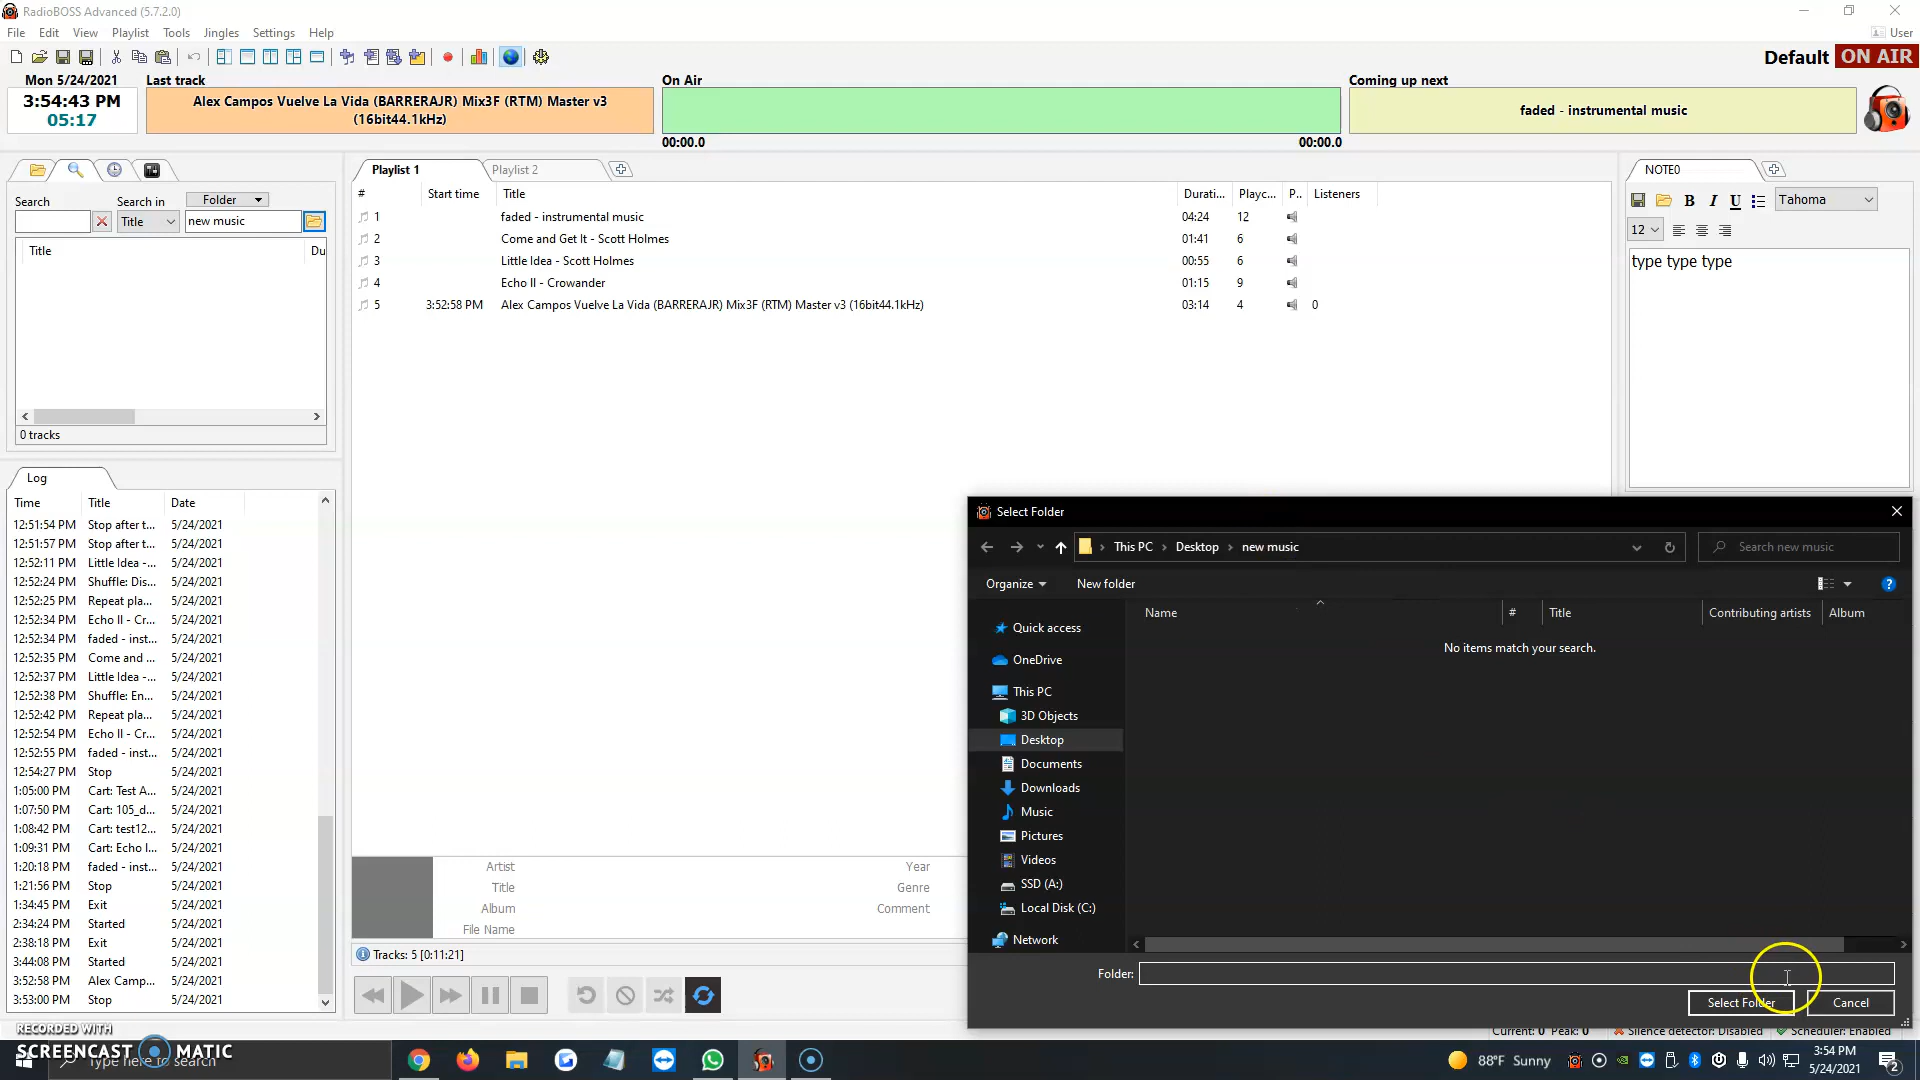 RadioBOSS Advanced (5.7.2.0)
File Edit View Playlist Tools Jingles Settings Help
User
Default ON AIR
Mon 5/24/2021
3:54:43 PM
05:17
Last track
Alex Campos Vuelve La Vida (BARRERAJR) Mix3F (RTM) Master v3
(16bit44.1kHz)
On Air
00:00.0 00:00.0
Coming up next
faded - instrumental music
Search Search in Folder
Title new music
Title Du
0 tracks
Playlist 1 Playlist 2
# Start time Title Durati... Playc... P.. Listeners
1 faded - instrumental music 04:24 12
2 Come and Get It - Scott Holmes 01:41 6
3 Little Idea - Scott Holmes 00:55 6
4 Echo II - Crowander 01:15 9
5 3:52:58 PM Alex Campos Vuelve La Vida (BARRERAJR) Mix3F (RTM) Master v3 (16bit44.1kHz) 03:14 4 0
NOTE0
B I U Tahoma
12
type type type
Log
Time Title Date
12:51:54 PM Stop after t... 5/24/2021
12:51:57 PM Stop after t... 5/24/2021
12:52:11 PM Little Idea -... 5/24/2021
12:52:24 PM Shuffle: Dis... 5/24/2021
12:52:25 PM Repeat pla... 5/24/2021
12:52:34 PM Echo II - Cr... 5/24/2021
12:52:34 PM faded - inst... 5/24/2021
12:52:35 PM Come and ... 5/24/2021
12:52:37 PM Little Idea -... 5/24/2021
12:52:38 PM Shuffle: En... 5/24/2021
12:52:42 PM Repeat pla... 5/24/2021
12:52:54 PM Echo II - Cr... 5/24/2021
12:52:55 PM faded - inst... 5/24/2021
12:54:27 PM Stop 5/24/2021
1:05:00 PM Cart: Test A... 5/24/2021
1:07:50 PM Cart: 105_d... 5/24/2021
1:08:42 PM Cart: test12... 5/24/2021
1:09:31 PM Cart: Echo I... 5/24/2021
1:20:18 PM faded - inst... 5/24/2021
1:21:56 PM Stop 5/24/2021
1:34:45 PM Exit 5/24/2021
2:34:24 PM Started 5/24/2021
2:38:18 PM Exit 5/24/2021
3:44:08 PM Started 5/24/2021
3:52:58 PM Alex Camp... 5/24/2021
3:53:00 PM Stop 5/24/2021
Artist Year
Title Genre
Album Comment
File Name
Tracks: 5 [0:11:21]
Select Folder
This PC Desktop new music
Search new music
Organize New folder
Name # Title Contributing artists Album
No items match your search.
Quick access
OneDrive
This PC
3D Objects
Desktop
Documents
Downloads
Music
Pictures
Videos
SSD (A:)
Local Disk (C:)
Network
Folder:
Select Folder Cancel
Current: 0 Peak: 0 Silence detector: Disabled Scheduler: Enabled
RECORDED WITH
SCREENCAST MATIC
Type here to search
88°F Sunny
3:54 PM
5/24/2021
2